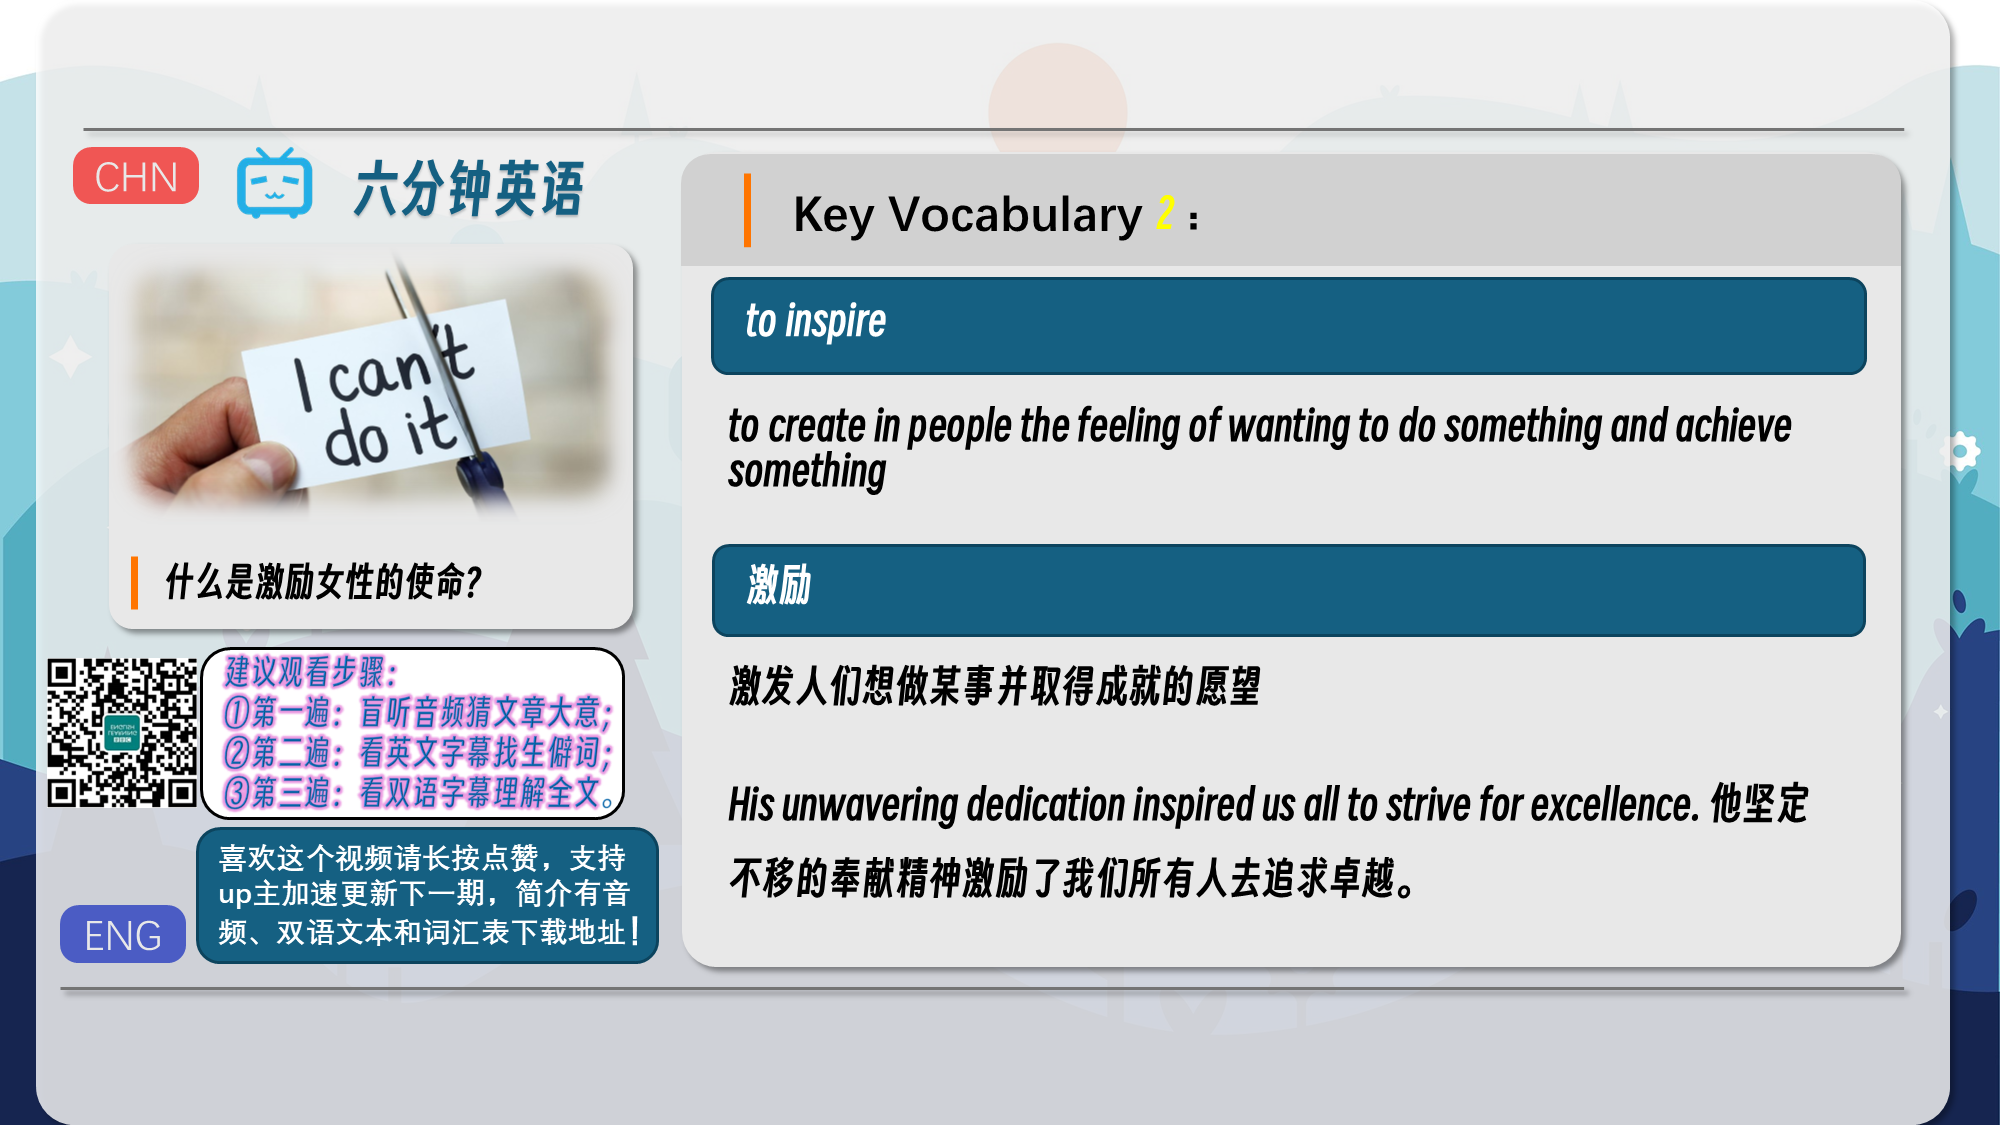 CHN
六分钟英语
I can't
do it
什么是激励女性的使命?
建议观看步骤：
①第一遍：盲听音频猜文章大意；
②第二遍：看英文字幕找生僻词；
③第三遍：看双语字幕理解全文。
喜欢这个视频请长按点赞，支持
up主加速更新下一期，简介有音
频、双语文本和词汇表下载地址！
ENG
Key Vocabulary 2：
to inspire
to create in people the feeling of wanting to do something and achieve
something
激励
激发人们想做某事并取得成就的愿望
His unwavering dedication inspired us all to strive for excellence. 他坚定
不移的奉献精神激励了我们所有人去追求卓越。